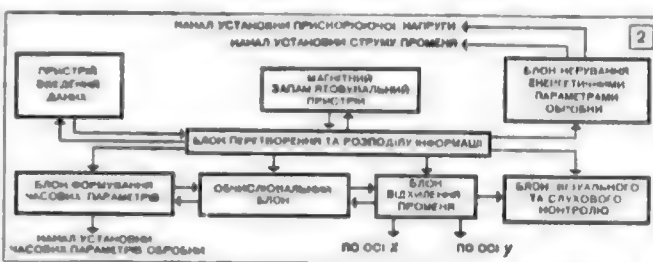 КАНАЛ УСТАНОВКИ ПРИСКОРЮЮЧОЇ НАПРУГИ
2
КАНАЛ УСТАНОВКИ СТРУМУ ПРОМЕНЯ
ПРИСТРІЙ
ВВЕДЕННЯ
ДАНИХ
МАГНІТНИЙ
ЗАПАМ'ЯТОВУВАЛЬНИЙ
ПРИСТРІЙ
БЛОК КЕРУВАННЯ
ЕНЕРГЕТИЧНИМИ
ПАРАМЕТРАМИ
ОБРОБКИ
БЛОК ПЕРЕТВОРЕННЯ ТА РОЗПОДІЛУ ІНФОРМАЦІЇ
БЛОК ФОРМУВАННЯ
ЧАСОВИХ ПАРАМЕТРІВ
ОБЧИСЛЮВАЛЬНИЙ
БЛОК
БЛОК
ВІДХИЛЕННЯ
ПРОМЕНЯ
БЛОК ВІЗУАЛЬНОГО
ТА СЛУХОВОГО
КОНТРОЛЮ
КАНАЛ УСТАНОВКИ
ЧАСОВИХ ПАРАМЕТРІВ ОБРОБКИ
ПО ОСІ X
ПО ОСІ У